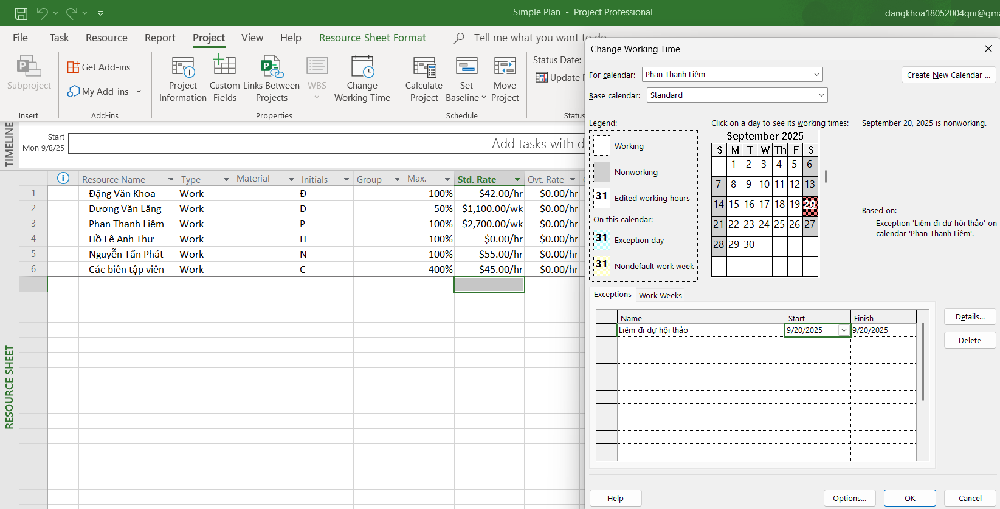 Simple Plan - Project Professional
dangkhoa18052004qni@gma
File Task Resource Report Project View Help Resource Sheet Format Tell me what you want to do
Subproject
Insert
Get Add-ins
My Add-ins
Add-ins
Project Information
Custom Fields
Links Between Projects
WBS
Change Working Time
Properties
Calculate Project
Set Baseline
Move Project
Schedule
Status Date:
Update
Status
TIMELINE
Start
Mon 9/8/25
Add tasks with d
RESOURCE SHEET
Resource Name Type Material Initials Group Max. Std. Rate Ovt. Rate
1 Đặng Văn Khoa Work Đ 100% $42.00/hr $0.00/hr
2 Dương Văn Lăng Work D 50% $1,100.00/wk $0.00/hr
3 Phan Thanh Liêm Work P 100% $2,700.00/wk $0.00/hr
4 Hồ Lê Anh Thư Work H 100% $0.00/hr $0.00/hr
5 Nguyễn Tấn Phát Work N 100% $55.00/hr $0.00/hr
6 Các biên tập viên Work C 400% $45.00/hr $0.00/hr
Change Working Time
For calendar: Phan Thanh Liêm
Create New Calendar ...
Base calendar: Standard
Legend:
Working
Nonworking
31 Edited working hours
On this calendar:
31 Exception day
31 Nondefault work week
Click on a day to see its working times:
September 2025
S M T W Th F S
1 2 3 4 5 6
7 8 9 10 11 12 13
14 15 16 17 18 19 20
21 22 23 24 25 26 27
28 29 30
September 20, 2025 is nonworking.
Based on:
Exception 'Liêm đi dự hội thảo' on
calendar 'Phan Thanh Liêm'.
Exceptions Work Weeks
Name Start Finish
Liêm đi dự hội thảo 9/20/2025 9/20/2025
Details...
Delete
Help
Options...
OK
Cancel